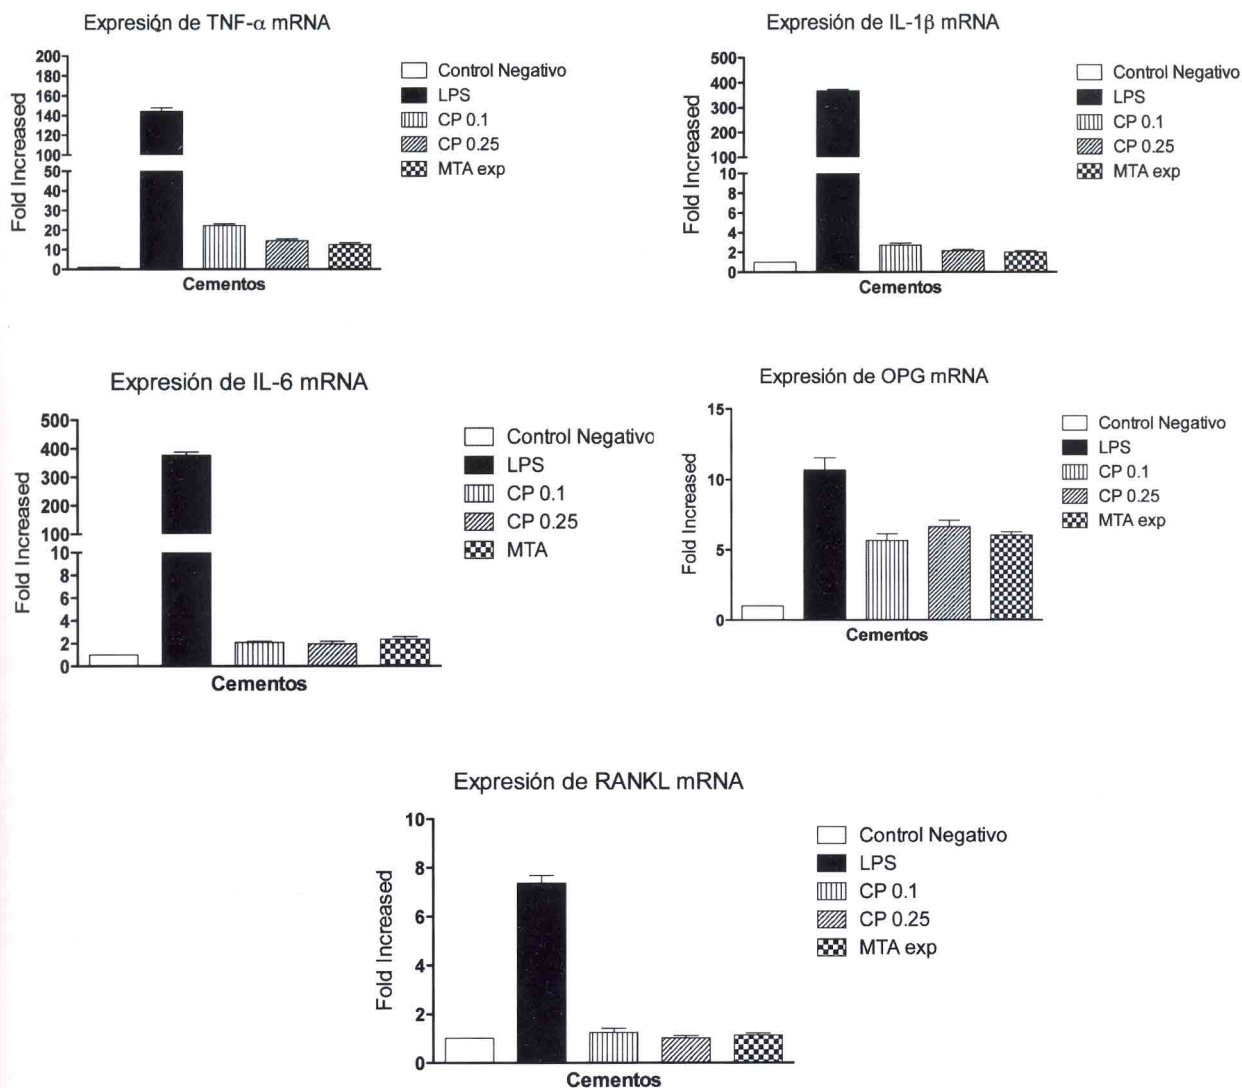 Expresión de TNF-α mRNA
200
180
160
140
120
100
50
40
30
20
10
0
Fold Increased
Cementos
Control Negativo
LPS
CP 0.1
CP 0.25
MTA exp
Expresión de IL-1β mRNA
500
400
300
200
100
10
8
6
4
2
0
Fold Increased
Cementos
Control Negativo
LPS
CP 0.1
CP 0.25
MTA exp
Expresión de IL-6 mRNA
500
400
300
200
100
10
8
6
4
2
0
Fold Increased
Cementos
Control Negativo
LPS
CP 0.1
CP 0.25
MTA
Expresión de OPG mRNA
15
10
5
0
Fold Increased
Cementos
Control Negativo
LPS
CP 0.1
CP 0.25
MTA exp
Expresión de RANKL mRNA
10
8
6
4
2
0
Fold Increased
Cementos
Control Negativo
LPS
CP 0.1
CP 0.25
MTA exp